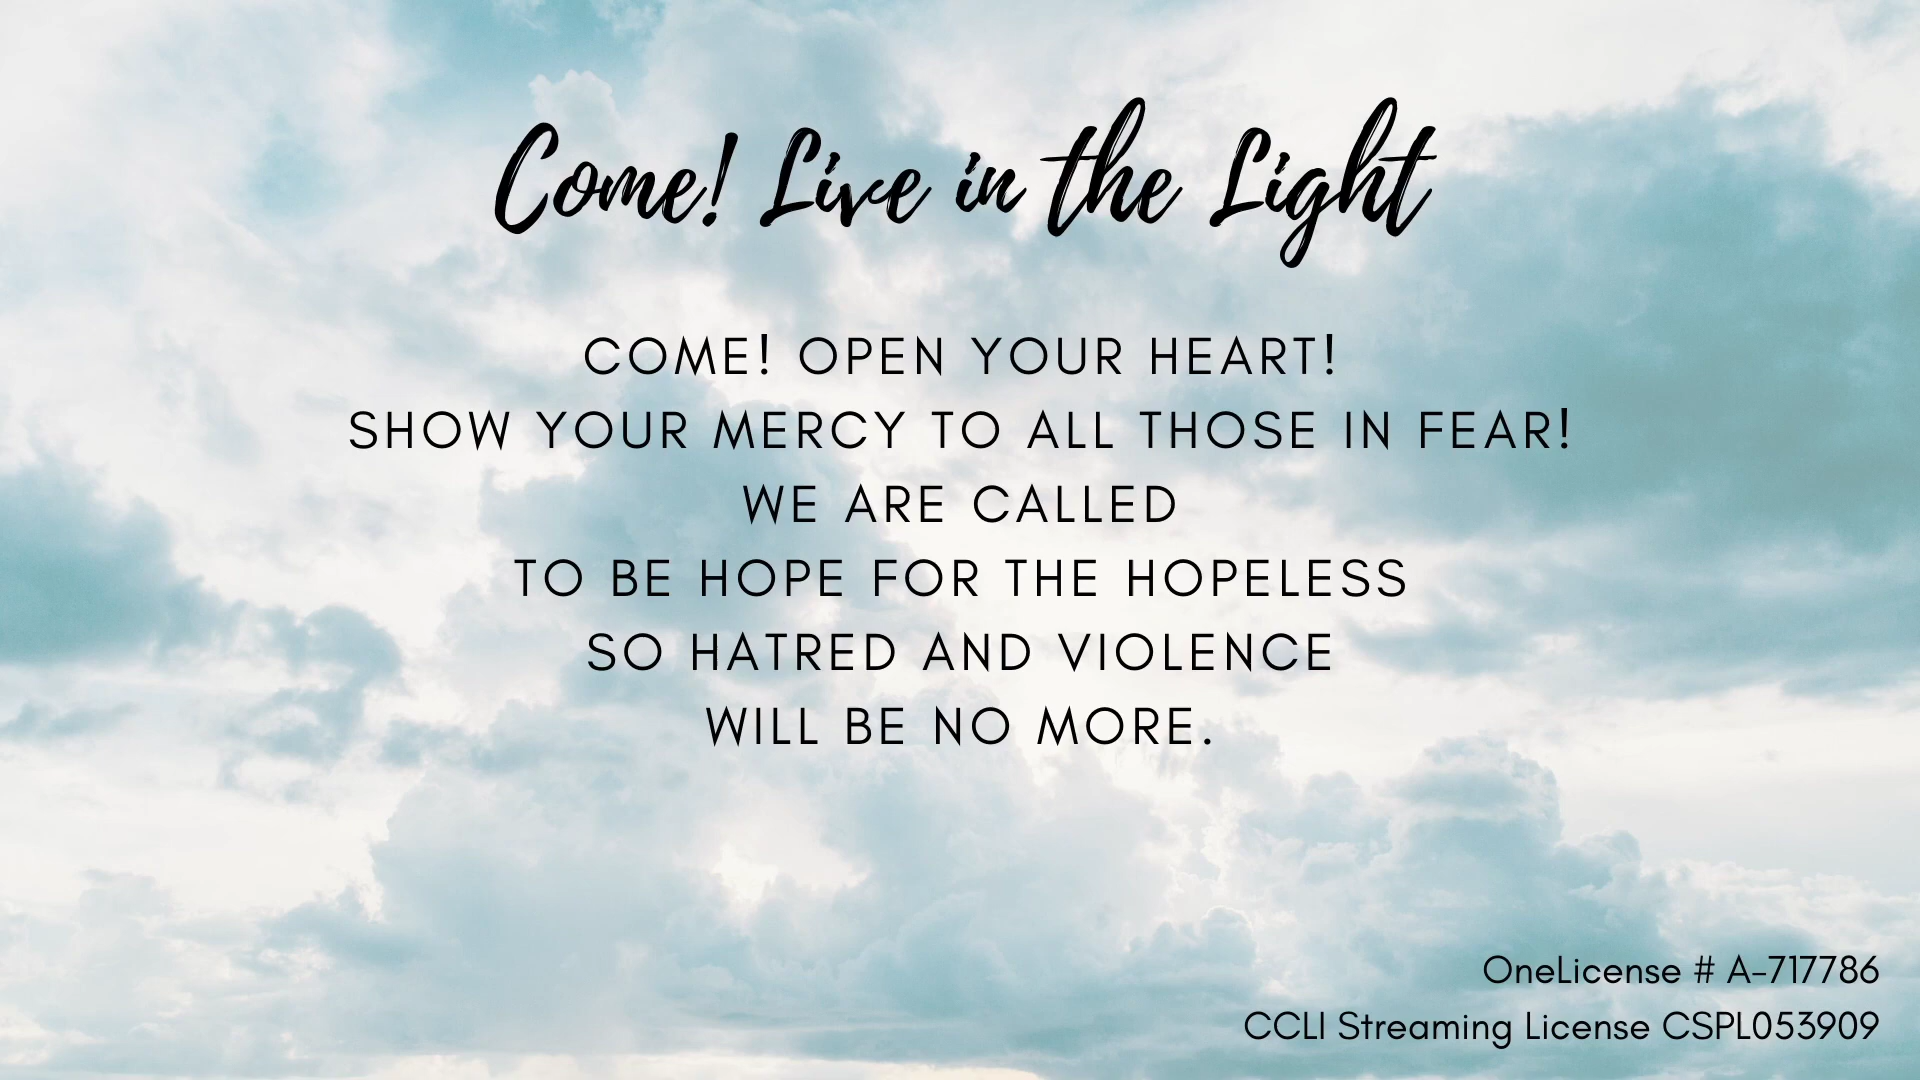 Come! Live in the Light
COME! OPEN YOUR HEART!
SHOW YOUR MERCY TO ALL THOSE IN FEAR!
WE ARE CALLED
TO BE HOPE FOR THE HOPELESS
SO HATRED AND VIOLENCE
WILL BE NO MORE.
OneLicense # A-717786
CCLI Streaming License CSPL053909